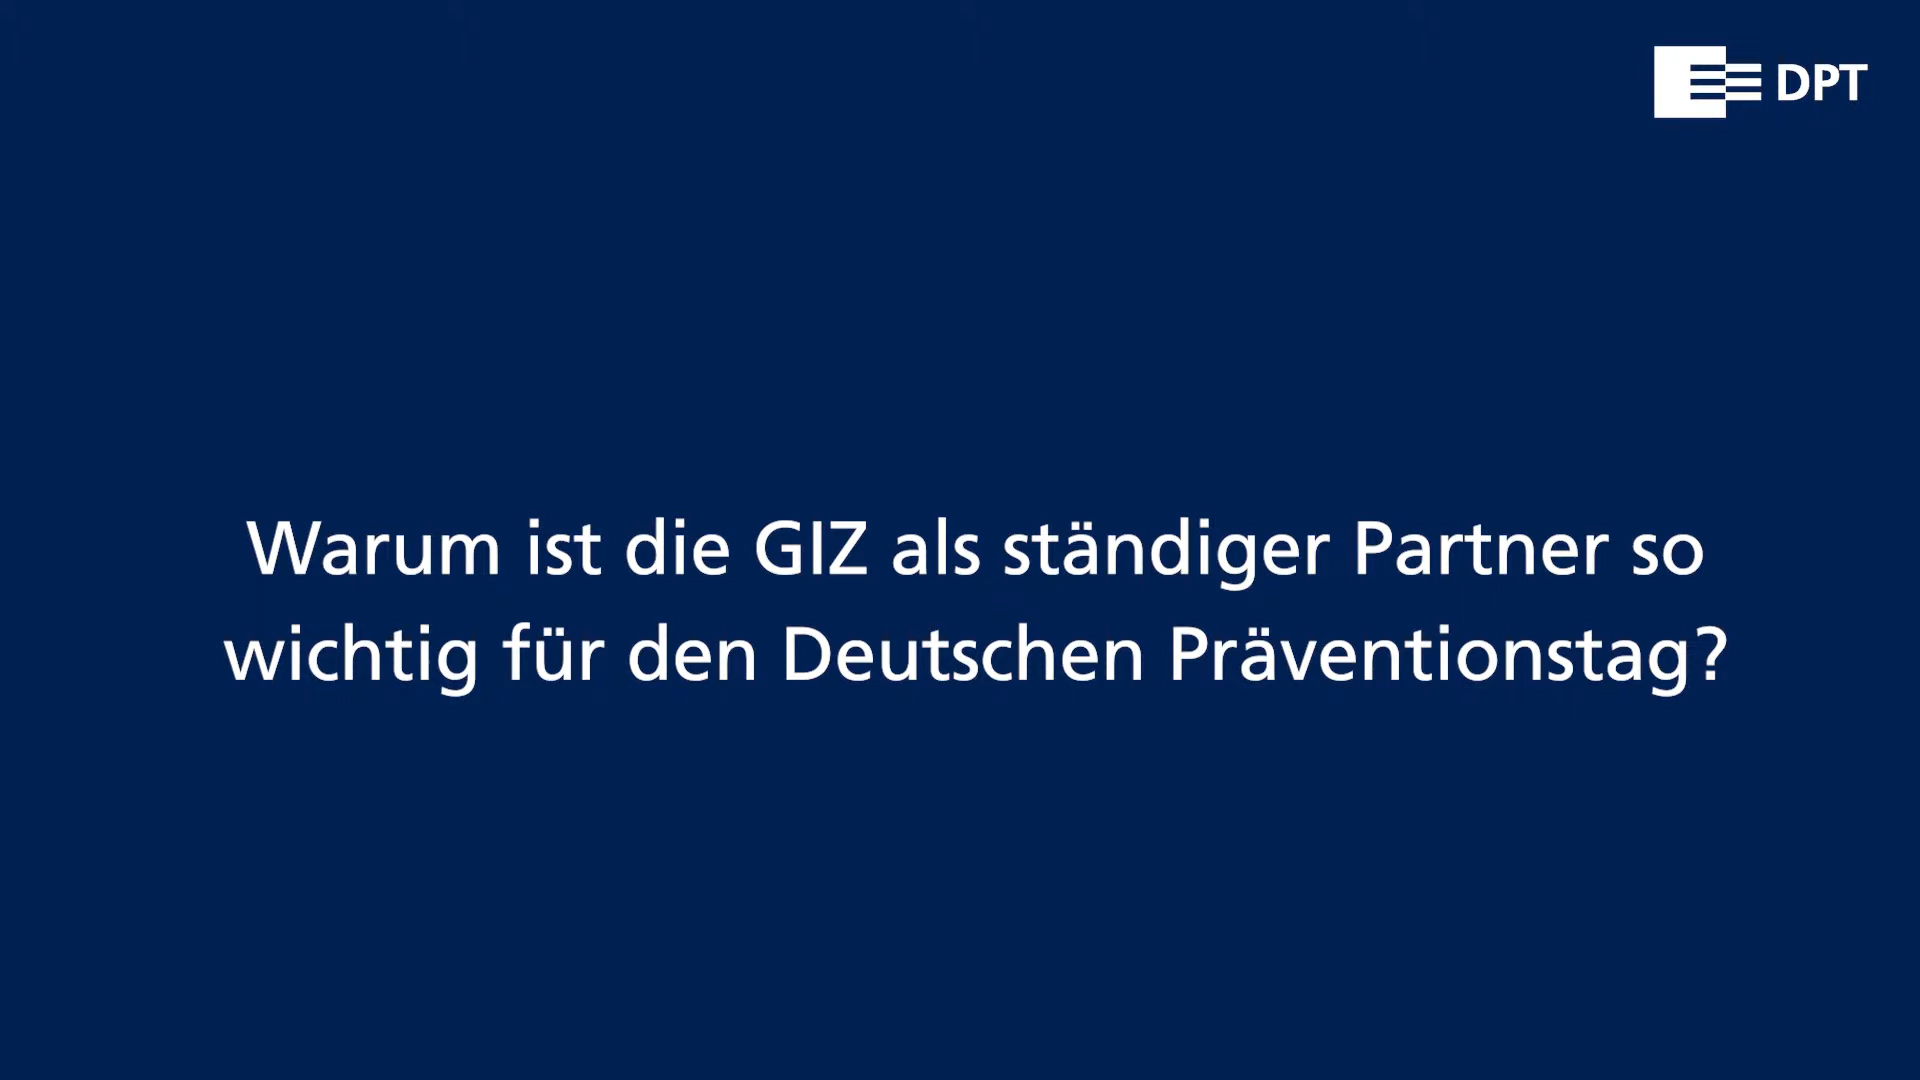 DPT
Warum ist die GIZ als ständiger Partner so
wichtig für den Deutschen Präventionstag?